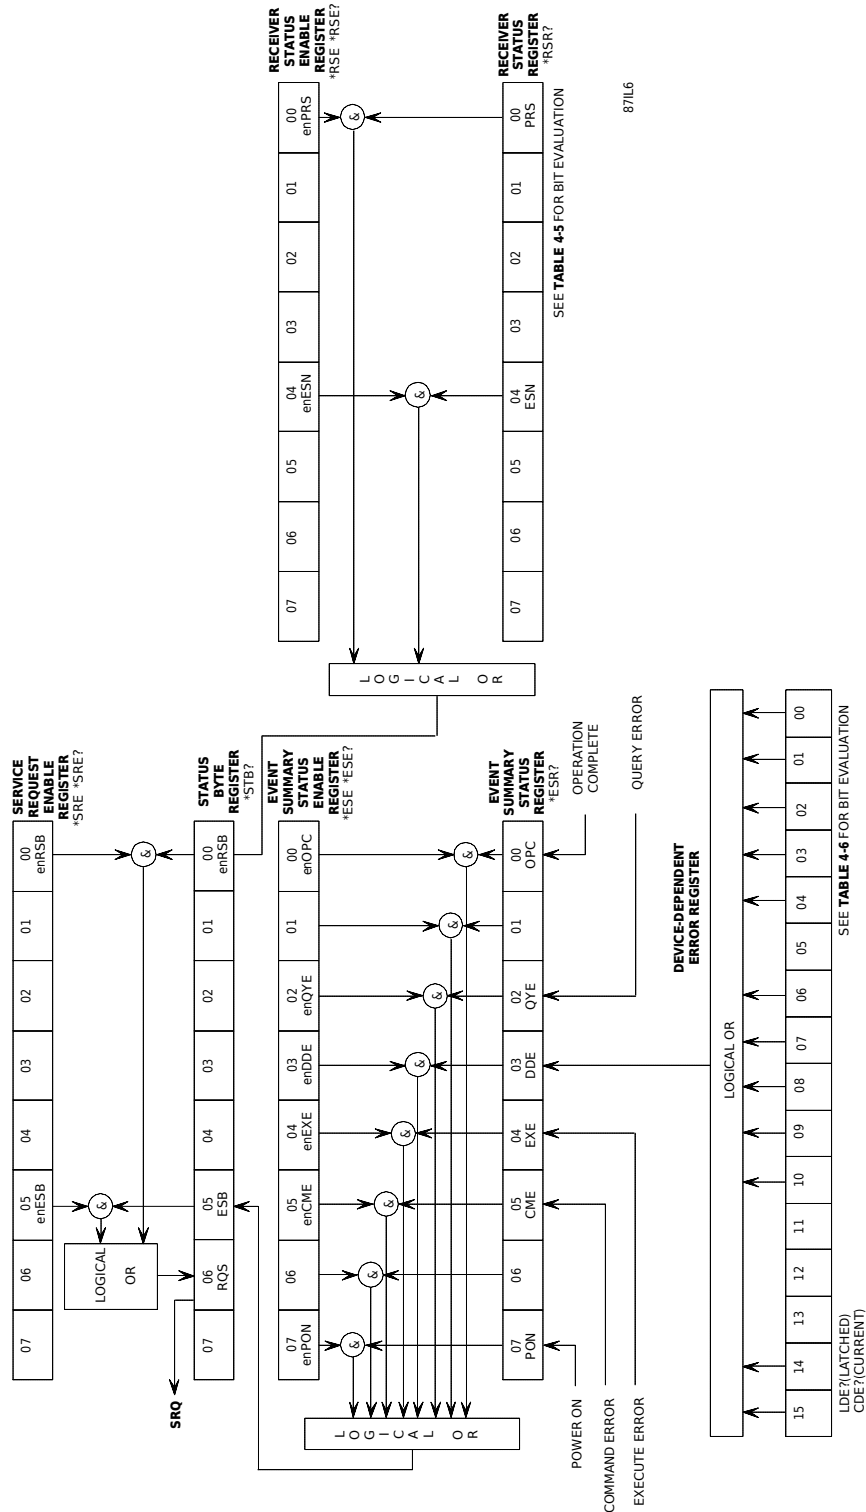 SERVICE
REQUEST
ENABLE
REGISTER
*SRE *SRE?
07
06
05
enESB
04
03
02
01
00
enRSB
&
&
LOGICAL
OR
SRQ
STATUS
BYTE
REGISTER
*STB?
07
06
RQS
05
ESB
04
03
02
01
00
enRSB
EVENT
SUMMARY
STATUS
ENABLE
REGISTER
*ESE *ESE?
07
enPON
06
05
enCME
04
enEXE
03
enDDE
02
enQYE
01
00
enOPC
&
&
&
&
&
&
&
&
LOGICAL OR
EVENT
SUMMARY
STATUS
REGISTER
*ESR?
07
PON
06
05
CME
04
EXE
03
DDE
02
QYE
01
00
OPC
POWER ON
COMMAND ERROR
EXECUTE ERROR
OPERATION
COMPLETE
QUERY ERROR
DEVICE-DEPENDENT
ERROR REGISTER
LOGICAL OR
15
14
13
12
11
10
09
08
07
06
05
04
03
02
01
00
LDE?(LATCHED)
CDE?(CURRENT)
SEE TABLE 4-6 FOR BIT EVALUATION
RECEIVER
STATUS
ENABLE
REGISTER
*RSE *RSE?
07
06
05
04
enESN
03
02
01
00
enPRS
&
&
LOGICAL OR
RECEIVER
STATUS
REGISTER
*RSR?
07
06
05
04
ESN
03
02
01
00
PRS
SEE TABLE 4-5 FOR BIT EVALUATION
87IL6